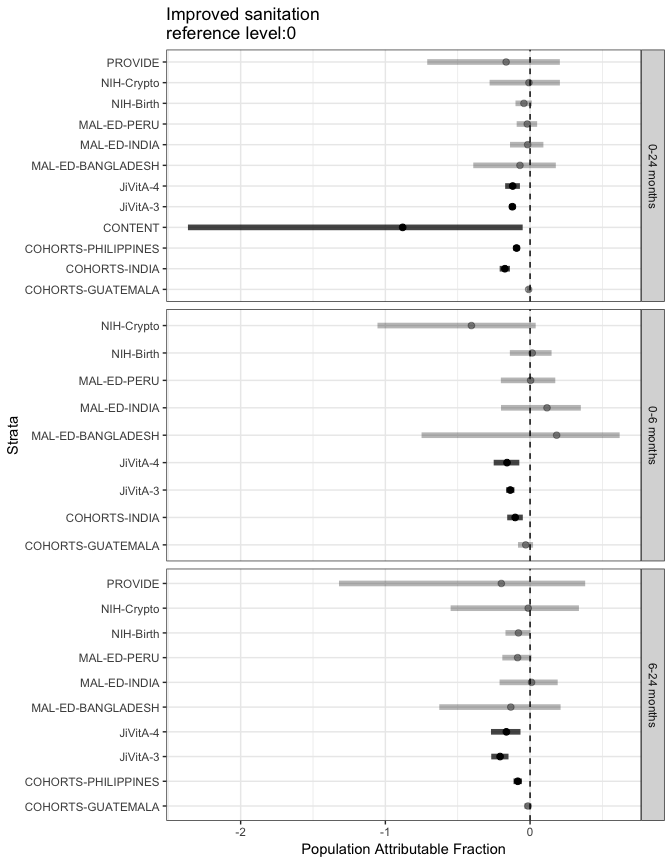 Improved sanitation
reference level:0
PROVIDE
NIH-Crypto
NIH-Birth
MAL-ED-PERU
MAL-ED-INDIA
MAL-ED-BANGLADESH
JiVitA-4
JiVitA-3
CONTENT
COHORTS-PHILIPPINES
COHORTS-INDIA
COHORTS-GUATEMALA
0-24 months
NIH-Crypto
NIH-Birth
MAL-ED-PERU
MAL-ED-INDIA
MAL-ED-BANGLADESH
JiVitA-4
JiVitA-3
COHORTS-INDIA
COHORTS-GUATEMALA
0-6 months
Strata
PROVIDE
NIH-Crypto
NIH-Birth
MAL-ED-PERU
MAL-ED-INDIA
MAL-ED-BANGLADESH
JiVitA-4
JiVitA-3
COHORTS-PHILIPPINES
COHORTS-GUATEMALA
6-24 months
-2 -1 0
Population Attributable Fraction